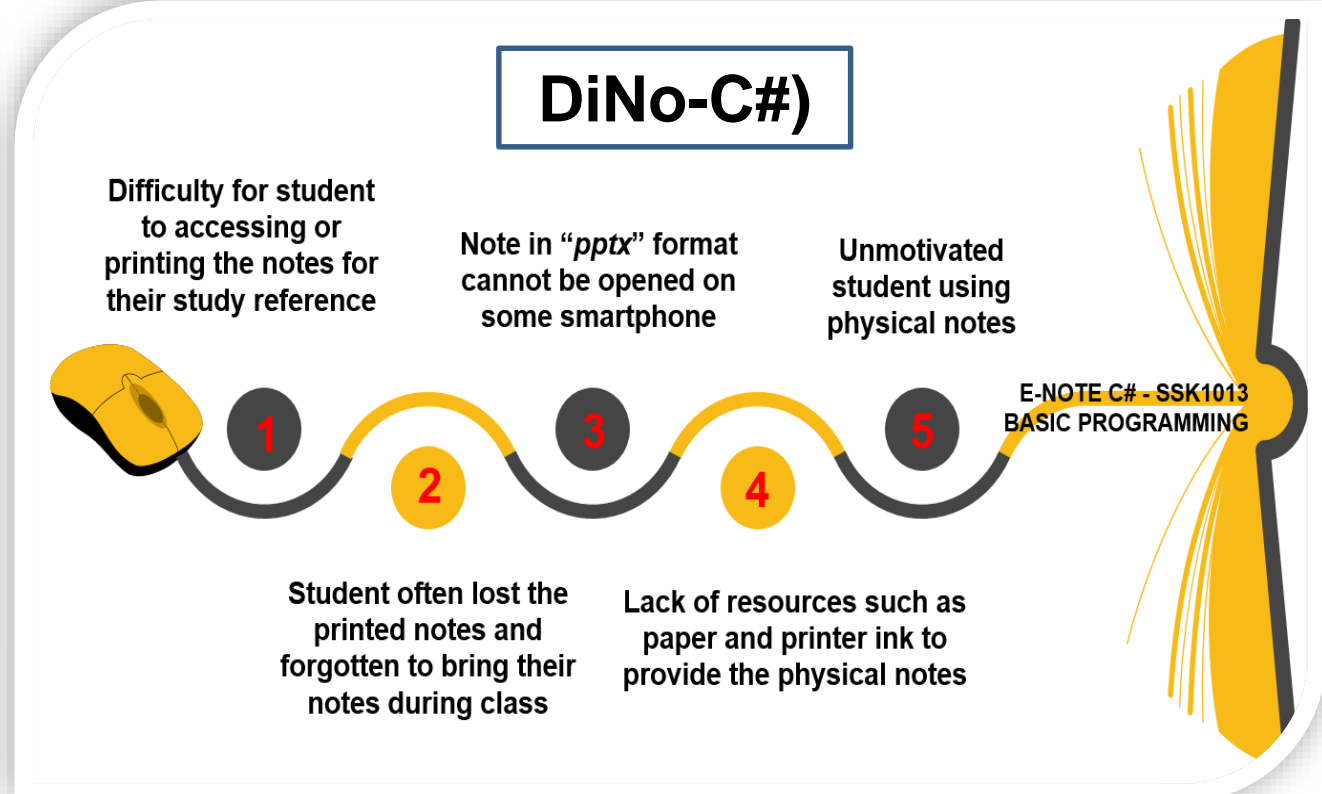 DiNo-C#)
Difficulty for student
to accessing or
printing the notes for
their study reference
Note in “pptx” format
cannot be opened on
some smartphone
Unmotivated
student using
physical notes
1
2
3
4
5
E-NOTE C# - SSK1013
BASIC PROGRAMMING
Student often lost the
printed notes and
forgotten to bring their
notes during class
Lack of resources such as
paper and printer ink to
provide the physical notes